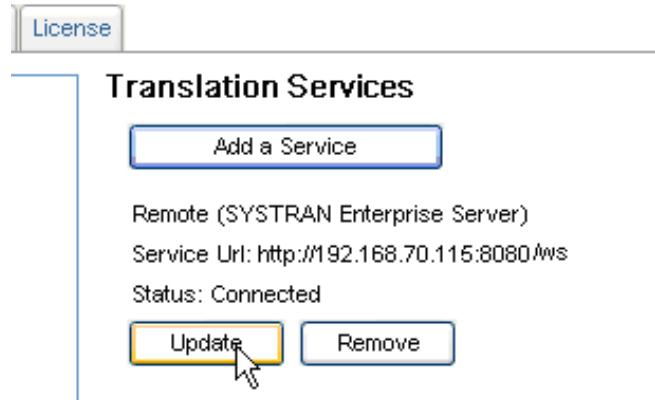 License
Translation Services
Add a Service
Remote (SYSTRAN Enterprise Server)
Service Url: http://192.168.70.115:8080/ws
Status: Connected
Update Remove